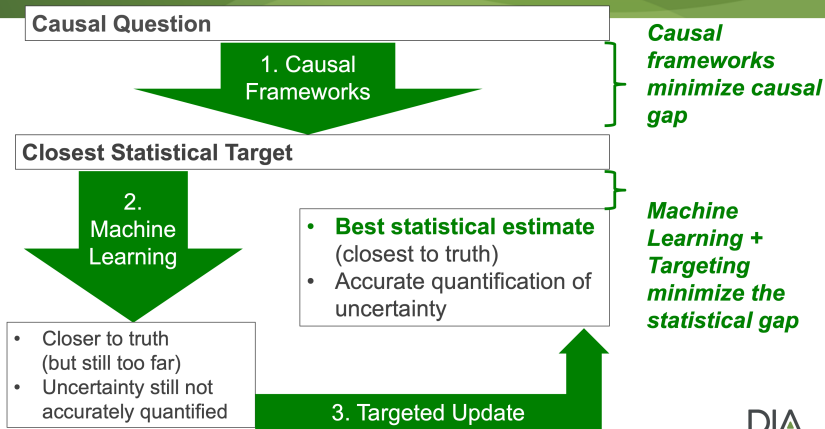 Causal Question
1. Causal
Frameworks
Causal
frameworks
minimize causal
gap
Closest Statistical Target
2.
Machine
Learning
• Best statistical estimate
(closest to truth)
• Accurate quantification of
uncertainty
Machine
Learning +
Targeting
minimize the
statistical gap
• Closer to truth
(but still too far)
• Uncertainty still not
accurately quantified
3. Targeted Update
DIA